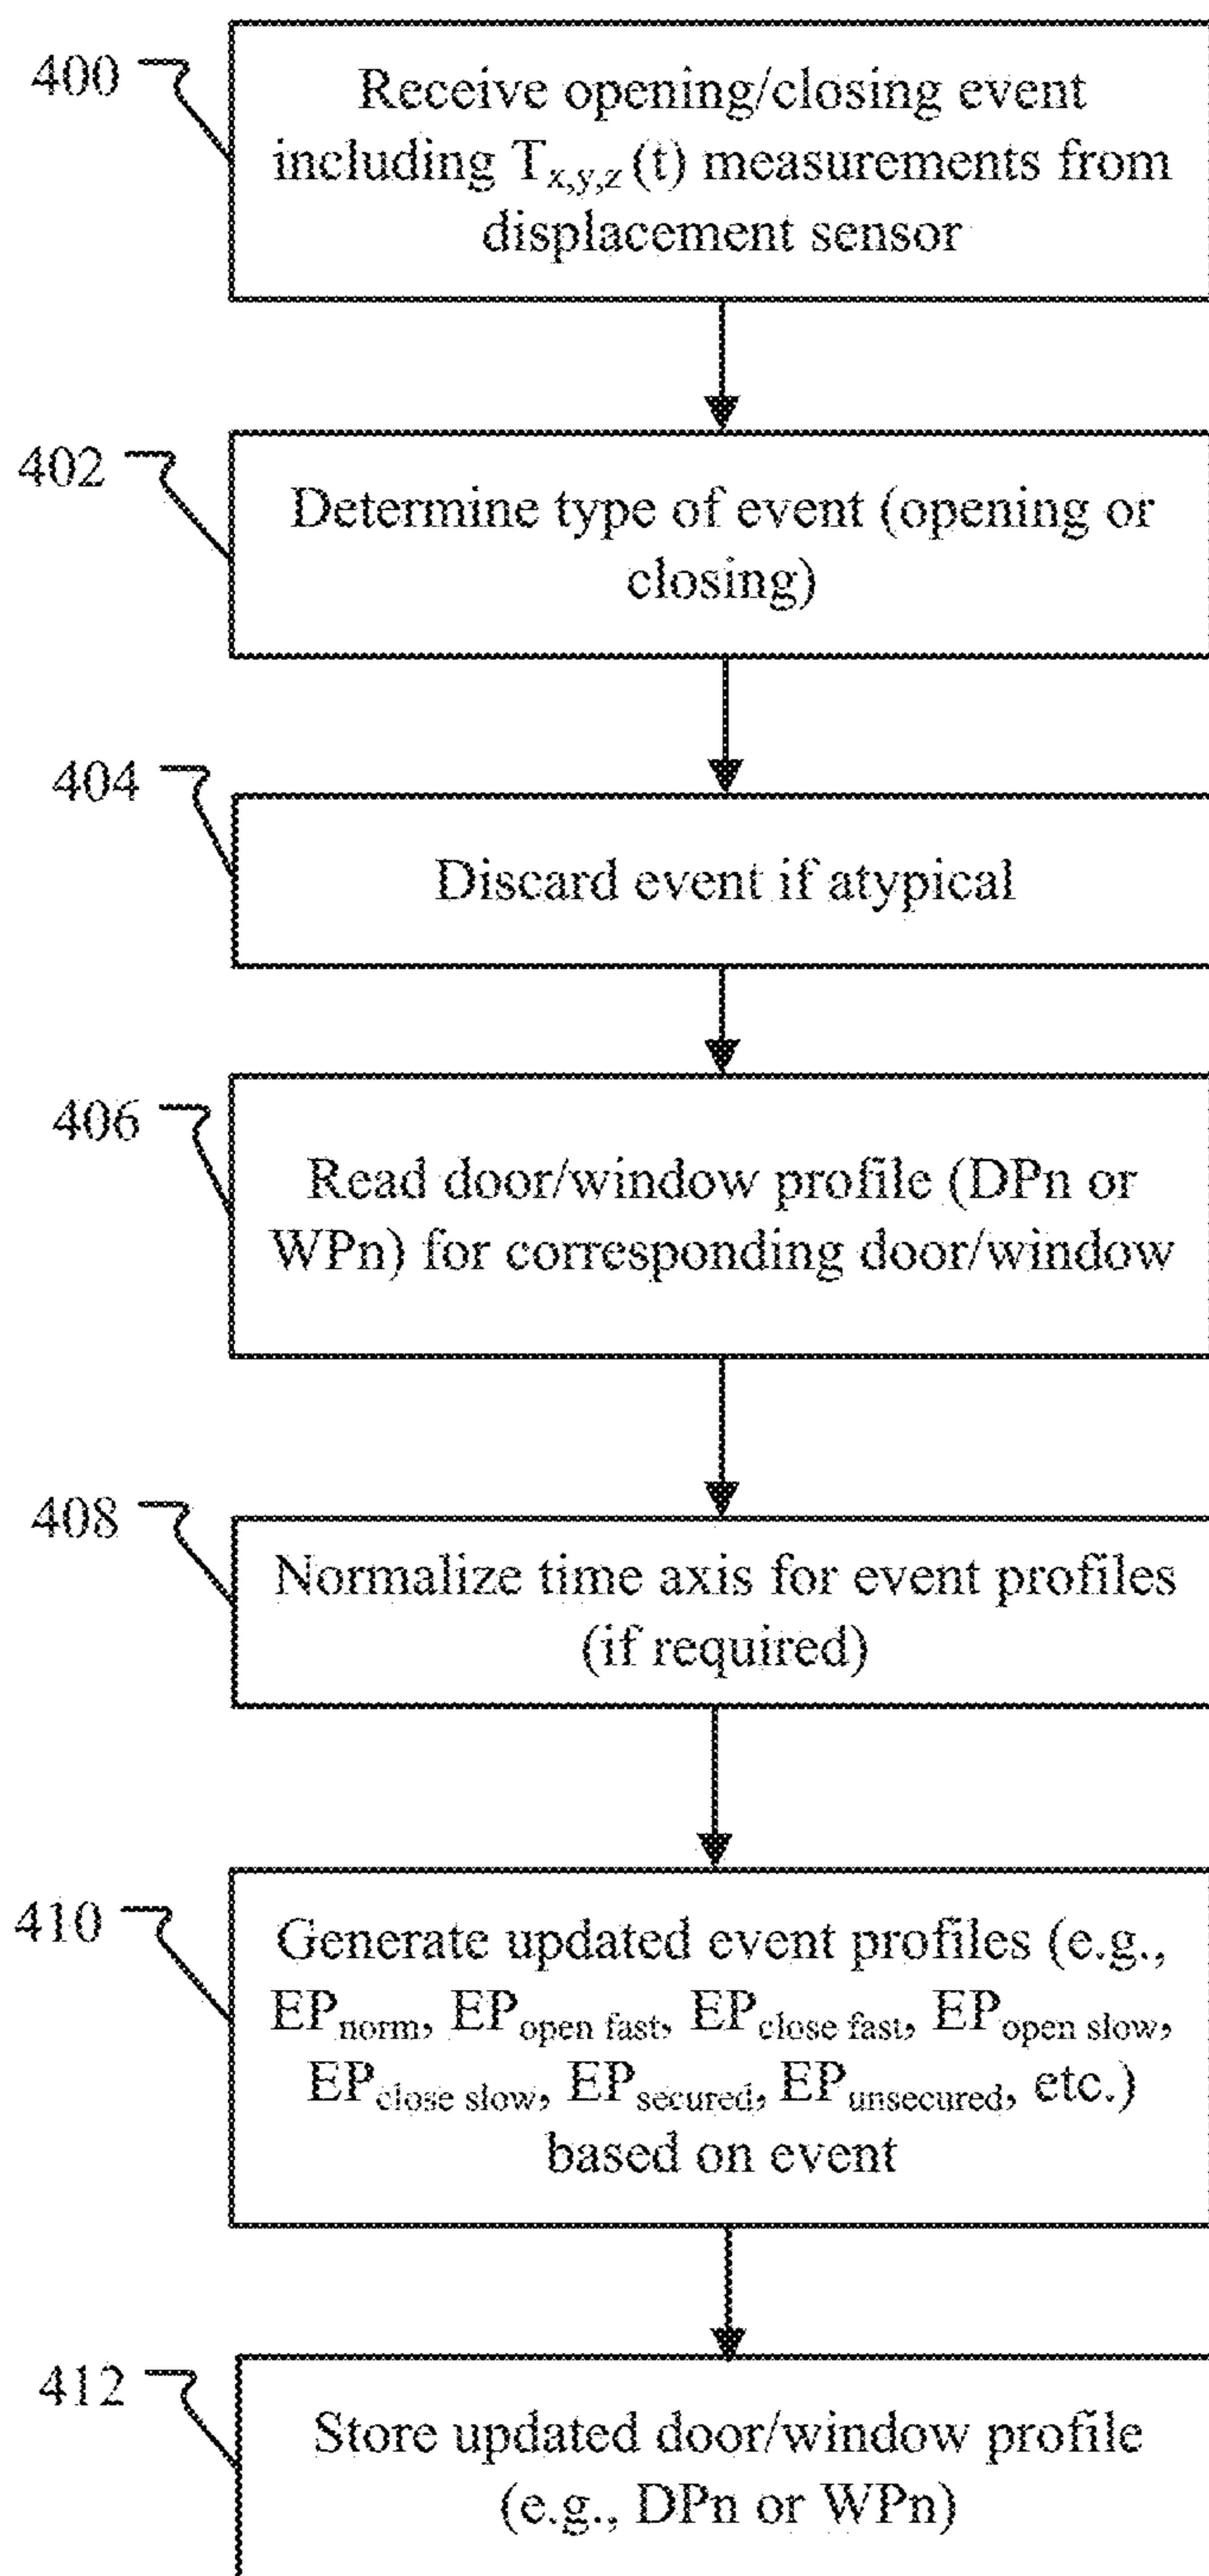 400
Receive opening/closing event
including Tx,y,z (t) measurements from
displacement sensor
402
Determine type of event (opening or
closing)
404
Discard event if atypical
406
Read door/window profile (DPn or
WPn) for corresponding door/window
408
Normalize time axis for event profiles
(if required)
410
Generate updated event profiles (e.g.,
EPnorm, EPopen fast, EPclose fast, EPopen slow,
EPclose slow, EPsecured, EPunsecured, etc.)
based on event
412
Store updated door/window profile
(e.g., DPn or WPn)